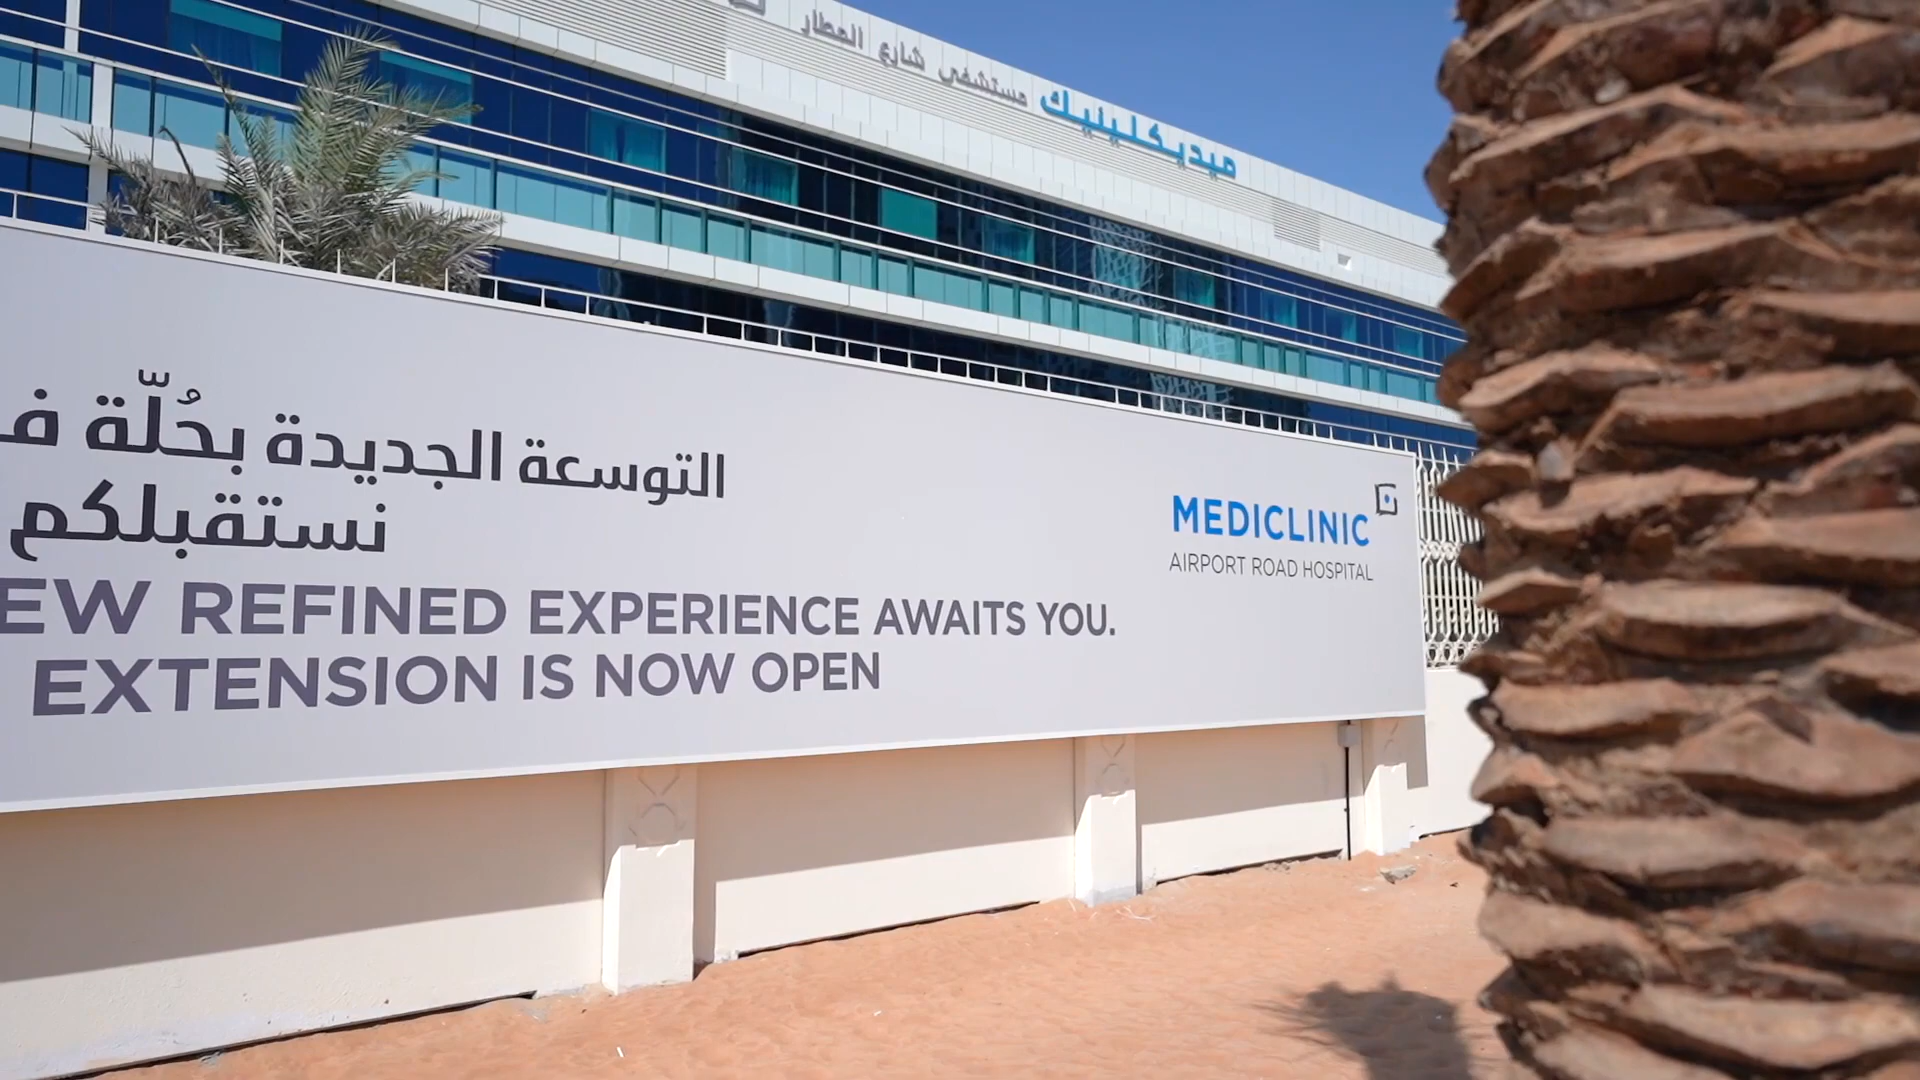 ميديكلينيك مستشفى شارع المطار
التوسعة الجديدة بحُلّة
نستقبلكم
REFINED EXPERIENCE AWAITS YOU.
EXTENSION IS NOW OPEN
MEDICLINIC
AIRPORT ROAD HOSPITAL